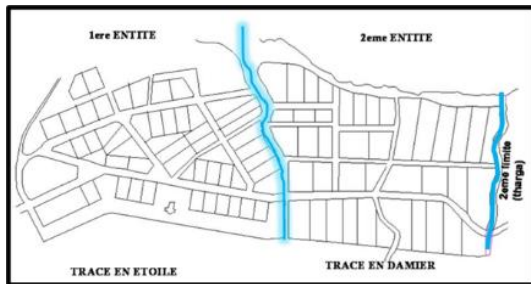 1ere ENTITE
2eme ENTITE
2eme limite
(tharga)
TRACE EN ETOILE
TRACE EN DAMIER